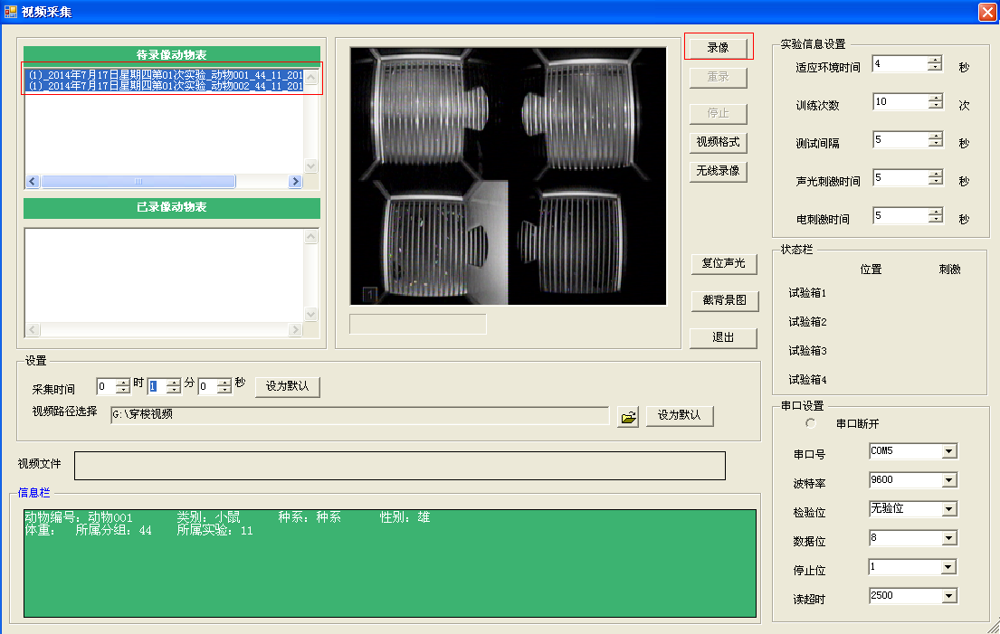 视频采集
待录像动物表
(1)_2014年7月17日星期四第01次实验_动物001_44_11_201
(1)_2014年7月17日星期四第01次实验_动物002_44_11_201
已录像动物表
1
录像
重录
停止
视频格式
无线录像
复位声光
截背景图
退出
设置
采集时间 0 时 1 分 0 秒 设为默认
视频路径选择 G:\穿梭视频 设为默认
视频文件
信息栏
动物编号: 动物001 类别: 小鼠 种系: 种系 性别: 雄
体重: 所属分组: 44 所属实验: 11
实验信息设置
适应环境时间 4 秒
训练次数 10 次
测试间隔 5 秒
声光刺激时间 5 秒
电刺激时间 5 秒
状态栏
位置 刺激
试验箱1
试验箱2
试验箱3
试验箱4
串口设置
串口断开
串口号 COM5
波特率 9600
检验位 无验位
数据位 8
停止位 1
读超时 2500